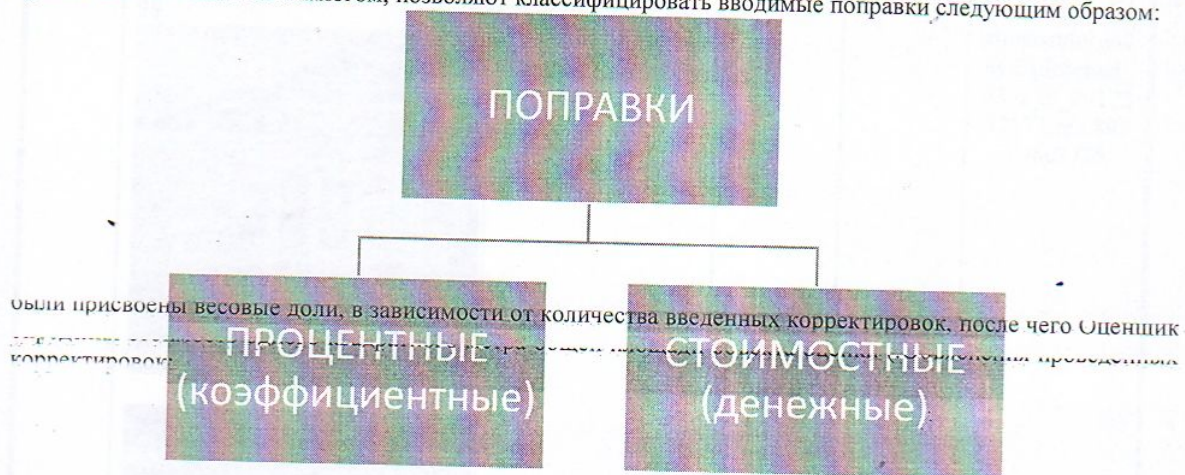 позволяют классифицировать вводимые поправки следующим образом:
ПОПРАВКИ
были присвоены весовые доли, в зависимости от количества введенных корректировок, после чего Оценщик
проведенных
корректировок:
ПРОЦЕНТНЫЕ
(коэффициентные)
СТОИМОСТНЫЕ
(денежные)